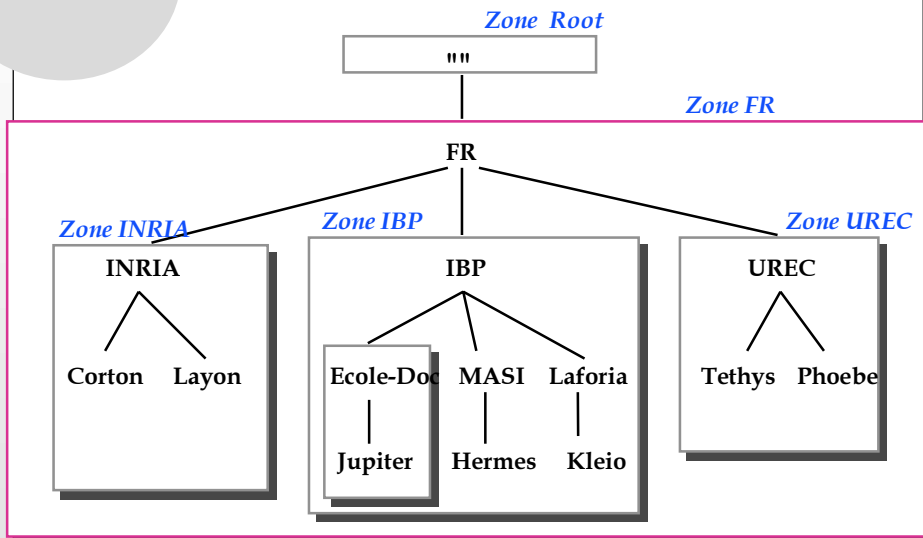 Zone Root
""
Zone FR
FR
Zone INRIA
Zone IBP
Zone UREC
INRIA
IBP
UREC
Corton Layon
Ecole-Doc MASI Laforia
Tethys Phoebe
Jupiter Hermes Kleio